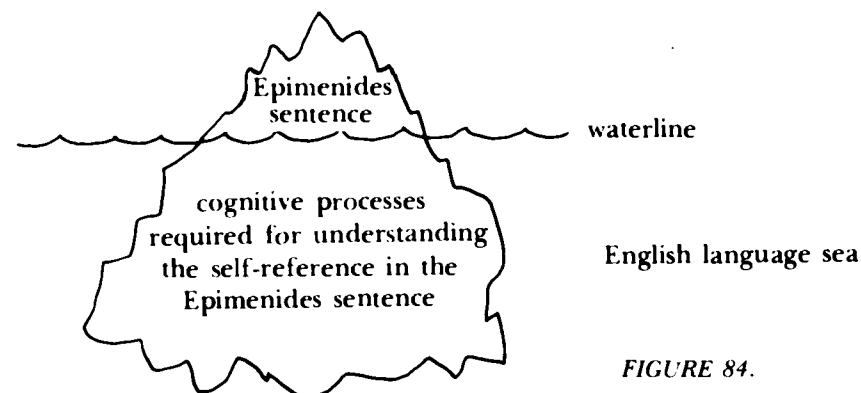 Epimenides
sentence
waterline
cognitive processes
required for understanding
the self-reference in the
Epimenides sentence
English language sea
FIGURE 84.